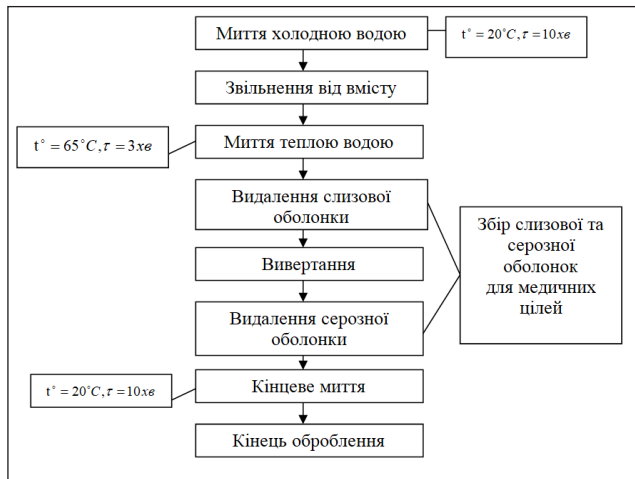 Миття холодною водою
t° = 20°C, τ = 10хв
Звільнення від вмісту
t° = 65°C, τ = 3хв
Миття теплою водою
Видалення слизової
оболонки
Збір слизової та
серозної
оболонок
для медичних
цілей
Вивертання
Видалення серозної
оболонки
t° = 20°C, τ = 10хв
Кінцеве миття
Кінець оброблення